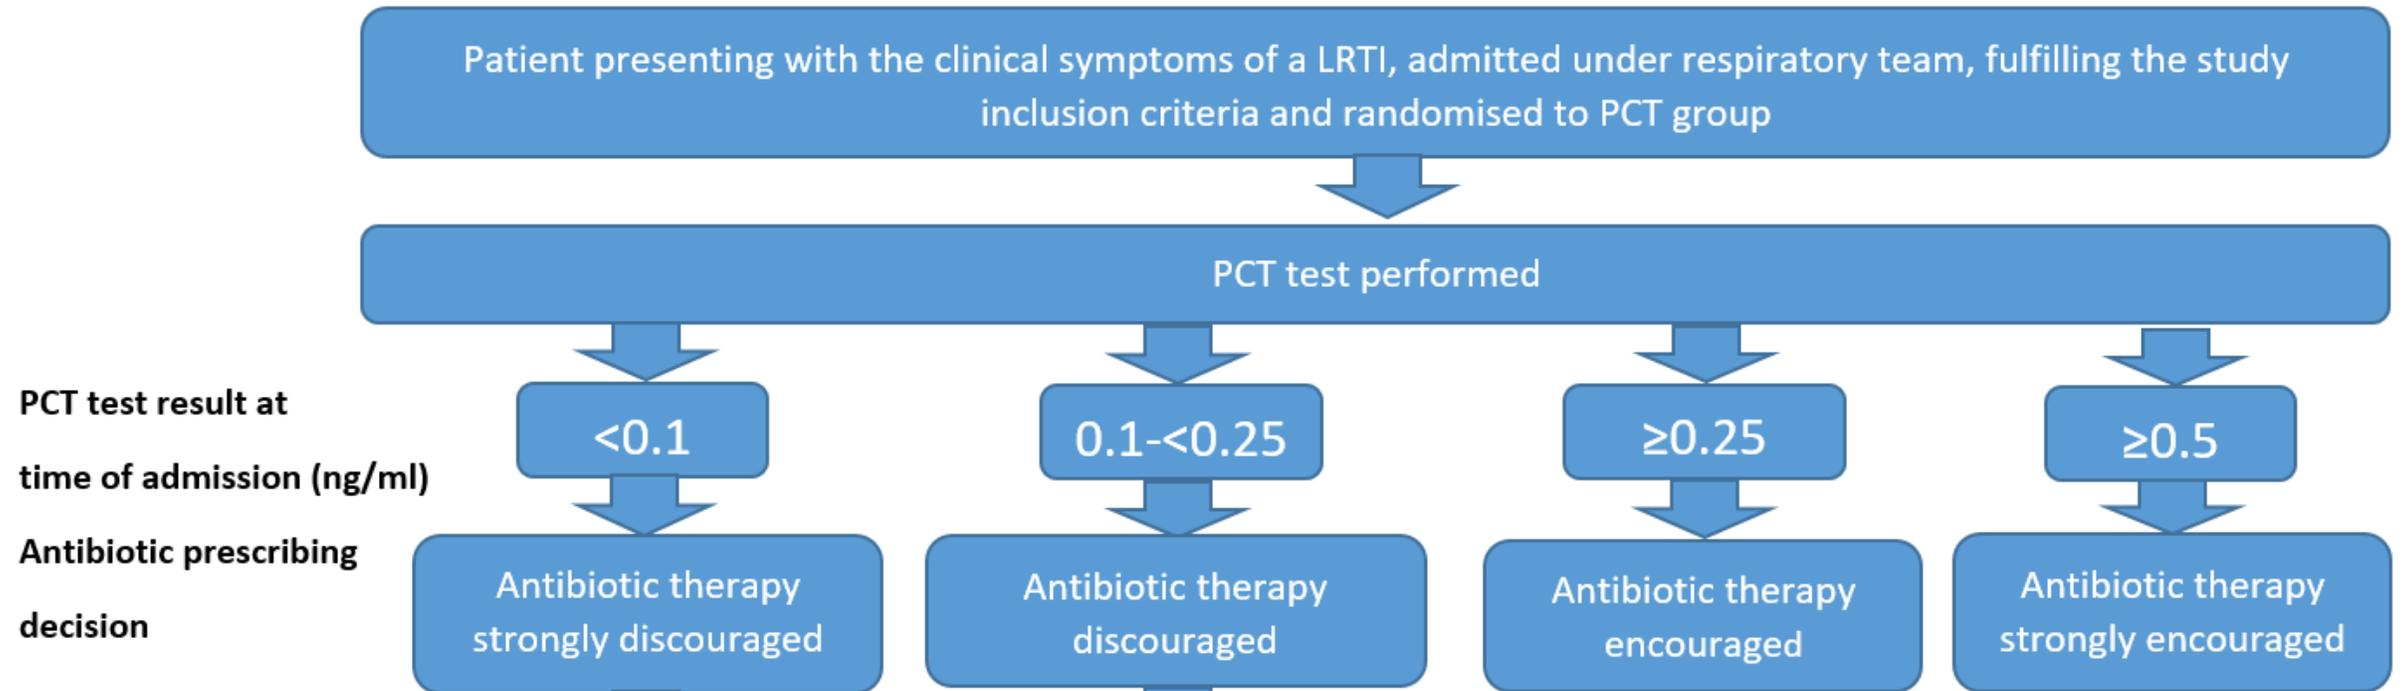 Patient presenting with the clinical symptoms of a LRTI, admitted under respiratory team, fulfilling the study
inclusion criteria and randomised to PCT group
PCT test performed
PCT test result at
time of admission (ng/ml)
<0.1
0.1-<0.25
≥0.25
≥0.5
Antibiotic prescribing
decision
Antibiotic therapy
strongly discouraged
Antibiotic therapy
discouraged
Antibiotic therapy
encouraged
Antibiotic therapy
strongly encouraged